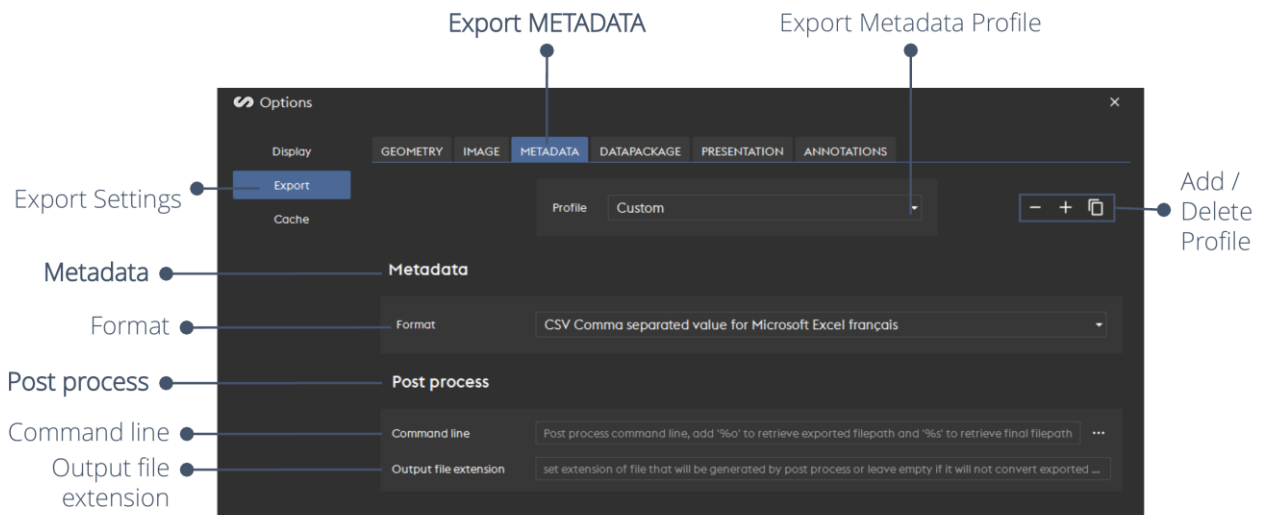 Export METADATA
Export Metadata Profile
Options
×
Display
GEOMETRY IMAGE METADATA DATAPACKAGE PRESENTATION ANNOTATIONS
Export Settings
Export
Profile
Custom
− +
Add /
Delete
Profile
Cache
Metadata
Metadata
Format
Format
CSV Comma separated value for Microsoft Excel français
Post process
Post process
Command line
Command line
Post process command line, add '%o' to retrieve exported filepath and '%s' to retrieve final filepath
...
Output file
extension
Output file extension
set extension of file that will be generated by post process or leave empty if it will not convert exported ...